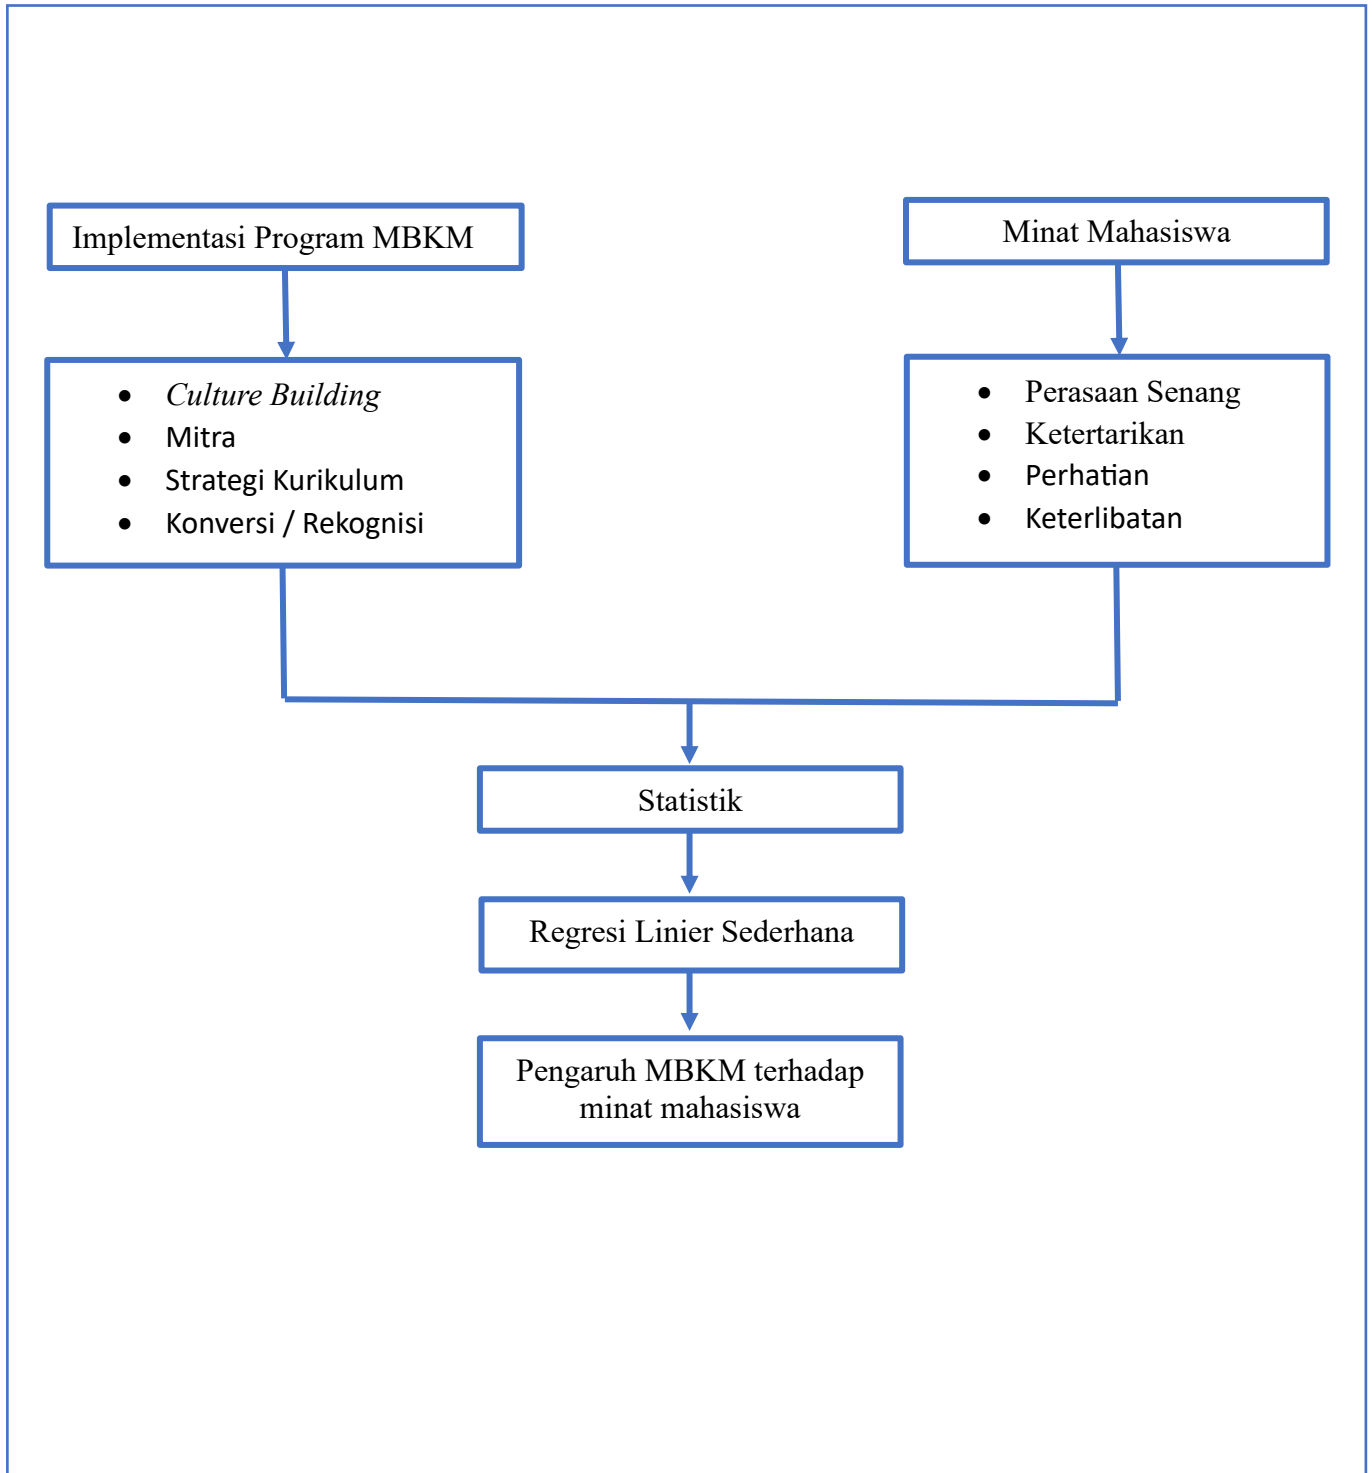 Implementasi Program MBKM
Minat Mahasiswa
• Culture Building
• Mitra
• Strategi Kurikulum
• Konversi / Rekognisi
• Perasaan Senang
• Ketertarikan
• Perhatian
• Keterlibatan
Statistik
Regresi Linier Sederhana
Pengaruh MBKM terhadap
minat mahasiswa